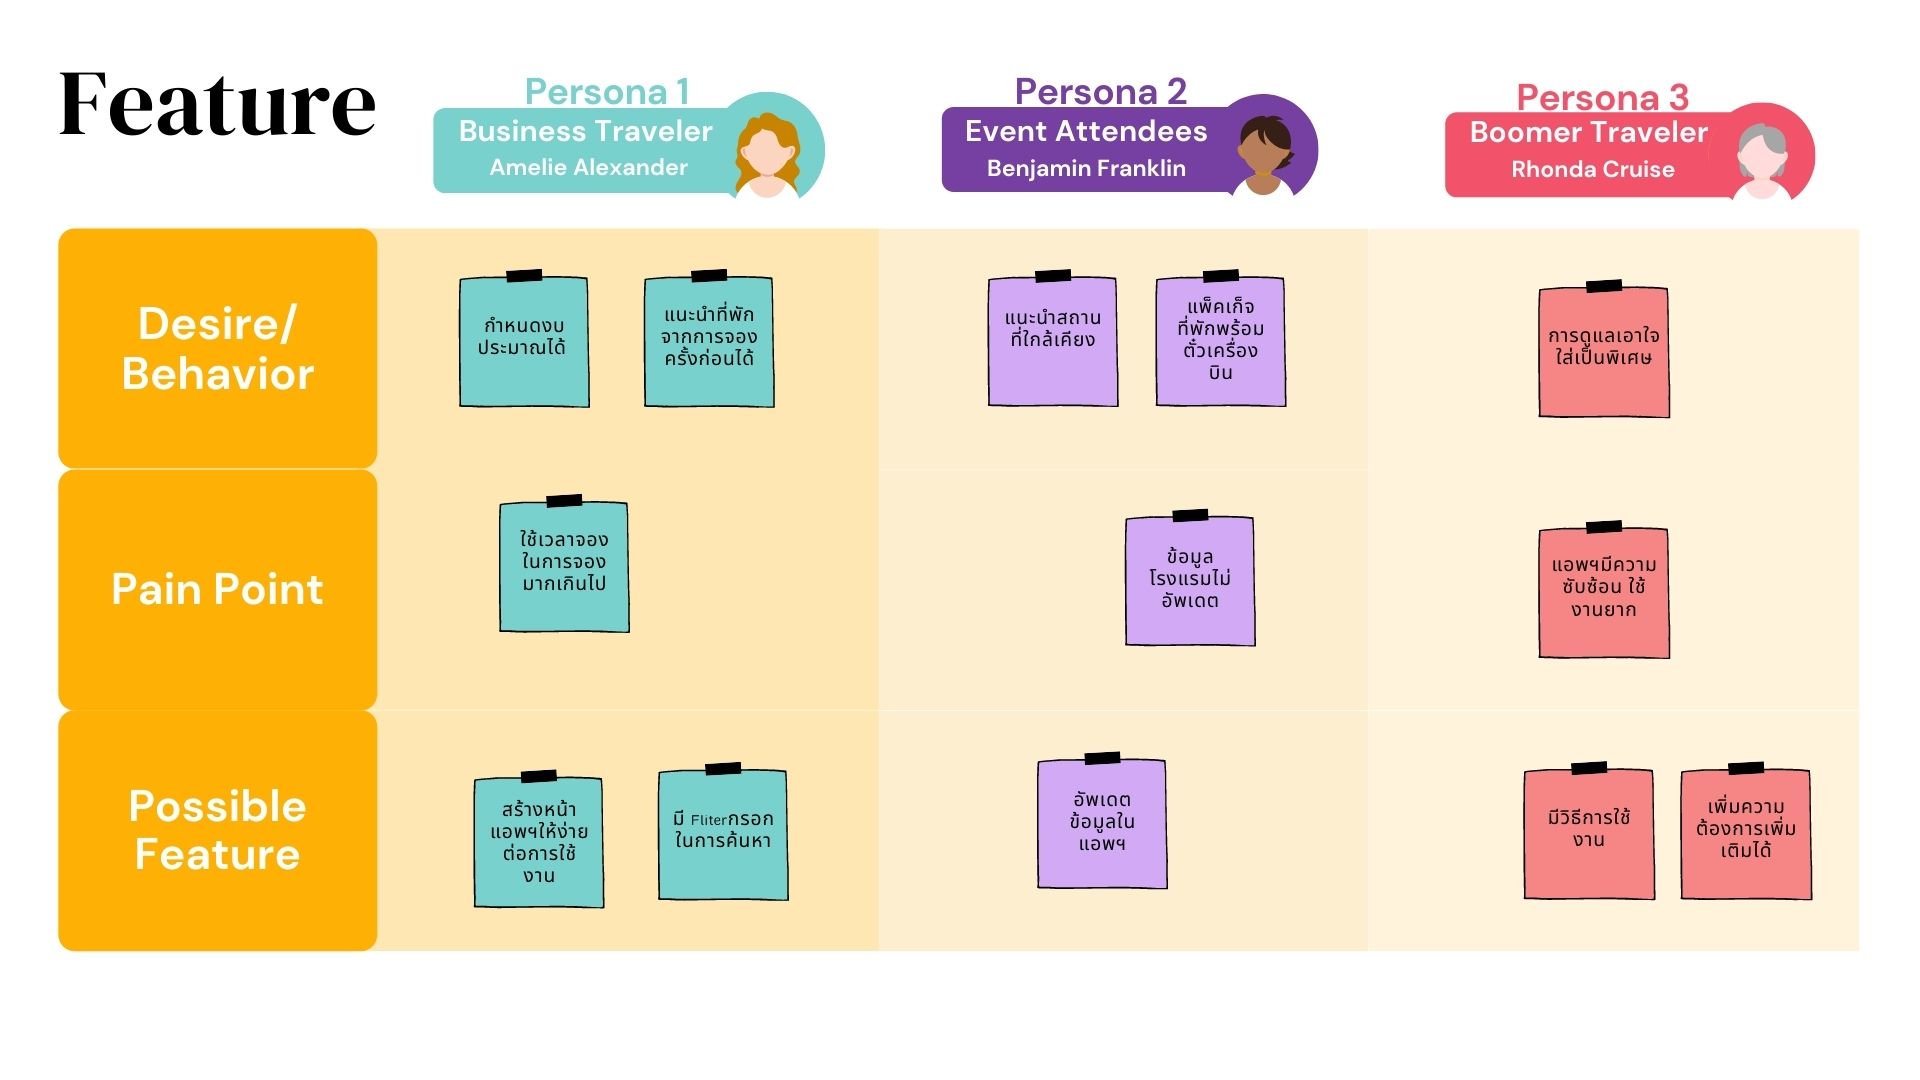 Feature
Persona 1
Business Traveler
Amelie Alexander
Persona 2
Event Attendees
Benjamin Franklin
Persona 3
Boomer Traveler
Rhonda Cruise
Desire/
Behavior
กำหนดงบ
ประมาณได้
แนะนำที่พัก
จากการจอง
ครั้งก่อนได้
แนะนำสถาน
ที่ใกล้เคียง
แพ็คเก็จ
ที่พักพร้อม
ตั๋วเครื่อง
บิน
การดูแลเอาใจ
ใส่เป็นพิเศษ
Pain Point
ใช้เวลาจอง
ในการจอง
มากเกินไป
ข้อมูล
โรงแรมไม่
อัพเดต
แอพฯมีความ
ซับซ้อน ใช้
งานยาก
Possible
Feature
สร้างหน้า
แอพฯให้ง่าย
ต่อการใช้
งาน
มี Fliterกรอก
ในการค้นหา
อัพเดต
ข้อมูลใน
แอพฯ
มีวิธีการใช้
งาน
เพิ่มความ
ต้องการเพิ่ม
เติมได้